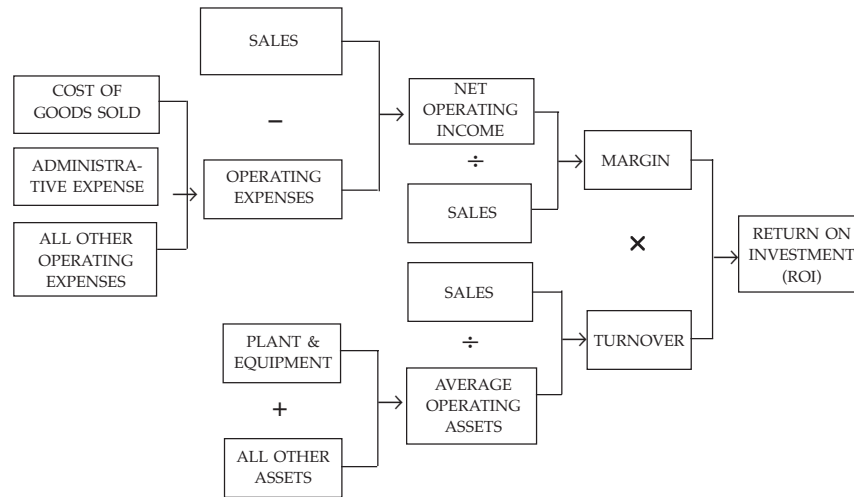 SALES
COST OF
GOODS SOLD
–
NET
OPERATING
INCOME
ADMINISTRA-
TIVE EXPENSE
OPERATING
EXPENSES
÷
MARGIN
SALES
ALL OTHER
OPERATING
EXPENSES
×
RETURN ON
INVESTMENT
(ROI)
SALES
÷
TURNOVER
PLANT &
EQUIPMENT
+
AVERAGE
OPERATING
ASSETS
ALL OTHER
ASSETS